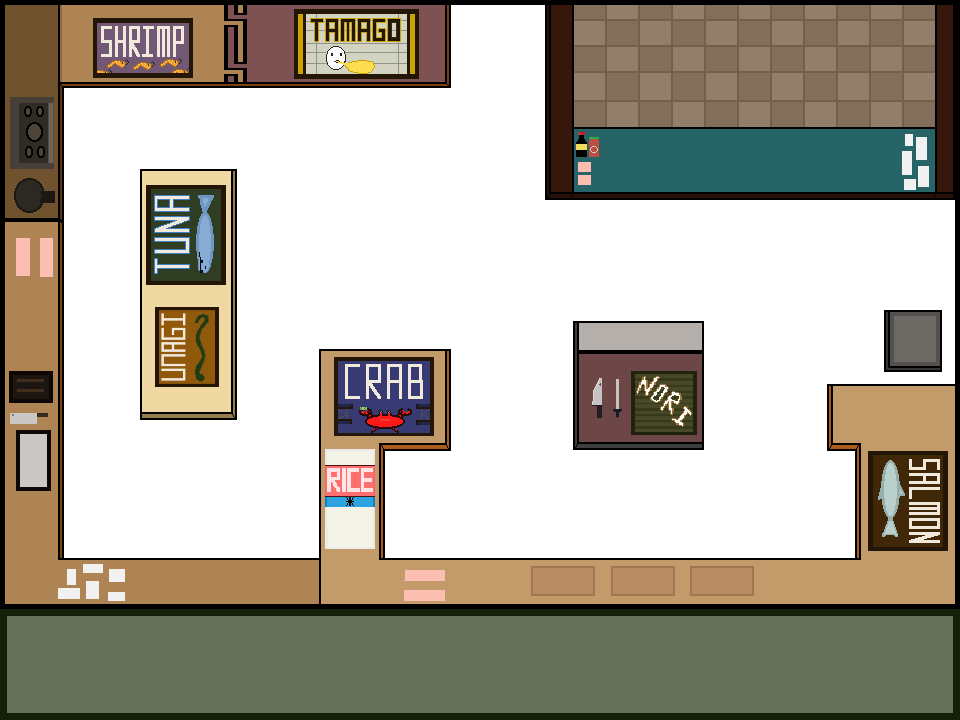 SHRIMP
TAMAGO
TUNA
UNAGI
CRAB
NORI
RICE
SALMON